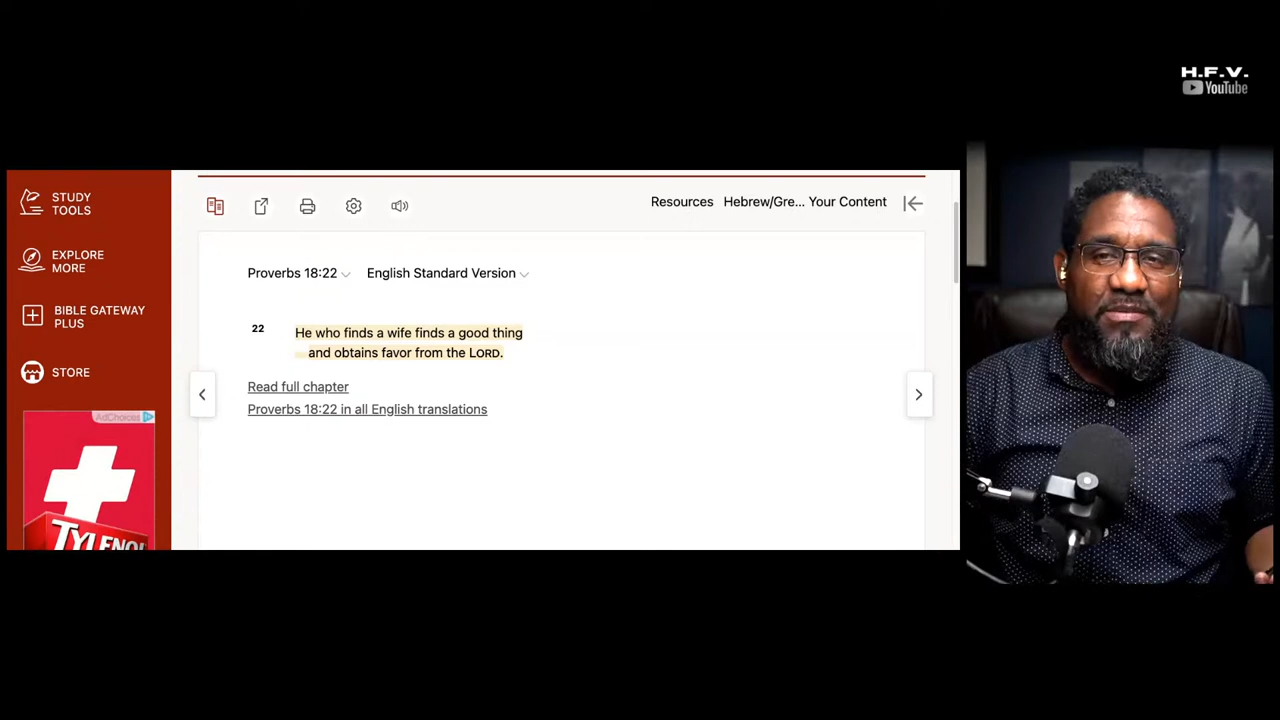 H.F.V.
YouTube
STUDY
TOOLS
Resources Hebrew/Gre... Your Content
EXPLORE
MORE
Proverbs 18:22 English Standard Version
BIBLE GATEWAY
PLUS
22 He who finds a wife finds a good thing
and obtains favor from the LORD.
STORE
Read full chapter
Proverbs 18:22 in all English translations
AdChoices
TYLENOL